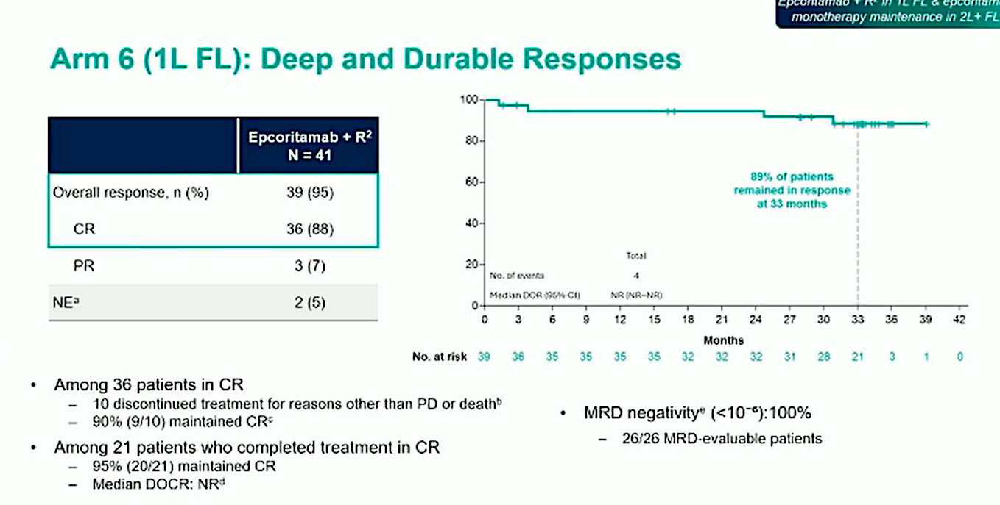 Epcoritamab + R² in 1L FL & epcoritam
monotherapy maintenance in 2L+ FL
Arm 6 (1L FL): Deep and Durable Responses
Epcoritamab + R²
N = 41
Overall response, n (%) 39 (95)
CR 36 (88)
PR 3 (7)
NEᵃ 2 (5)
100
80
60
40
20
0
89% of patients
remained in response
at 33 months
Total
No. of events 4
Median DOR (95% CI) NR (NR–NR)
0 3 6 9 12 15 18 21 24 27 30 33 36 39 42
Months
No. at risk 39 36 35 35 35 35 32 32 32 31 28 21 3 1 0
• Among 36 patients in CR
– 10 discontinued treatment for reasons other than PD or deathᵇ
– 90% (9/10) maintained CRᶜ
• Among 21 patients who completed treatment in CR
– 95% (20/21) maintained CR
– Median DOCR: NRᵈ
• MRD negativityᵉ (<10⁻⁶):100%
– 26/26 MRD-evaluable patients